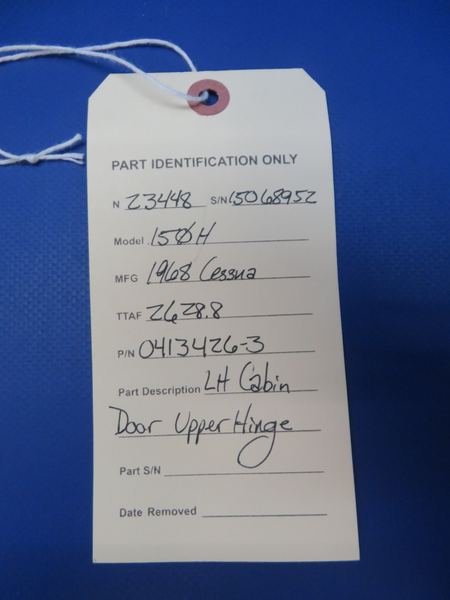 PART IDENTIFICATION ONLY
N 23448 S/N 15068952
Model 150H
MFG 1968 Cessna
TTAF 2628.8
P/N 0413426-3
Part Description LH Cabin
Door Upper Hinge
Part S/N
Date Removed